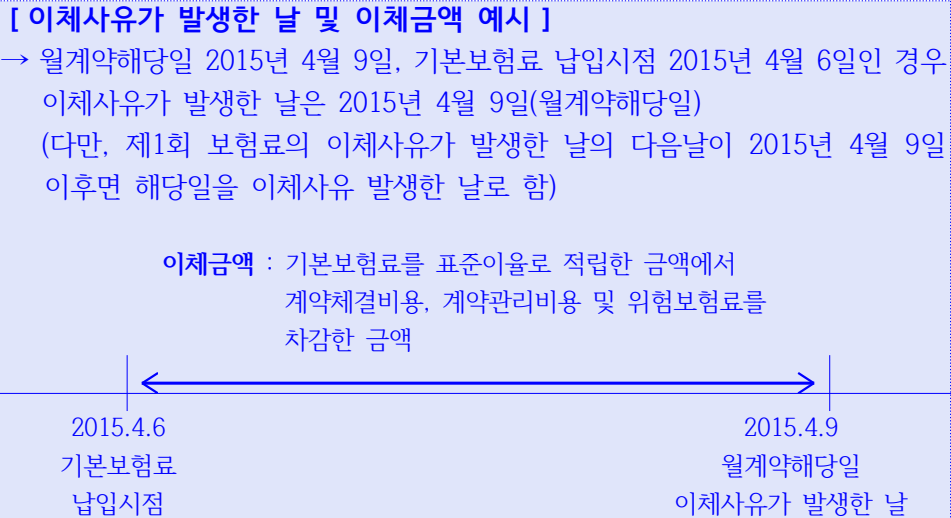 [ 이체사유가 발생한 날 및 이체금액 예시 ]
→ 월계약해당일 2015년 4월 9일, 기본보험료 납입시점 2015년 4월 6일인 경우
이체사유가 발생한 날은 2015년 4월 9일(월계약해당일)
(다만, 제1회 보험료의 이체사유가 발생한 날의 다음날이 2015년 4월 9일
이후면 해당일을 이체사유 발생한 날로 함)
이체금액 : 기본보험료를 표준이율로 적립한 금액에서
계약체결비용, 계약관리비용 및 위험보험료를
차감한 금액
2015.4.6
기본보험료
납입시점
2015.4.9
월계약해당일
이체사유가 발생한 날